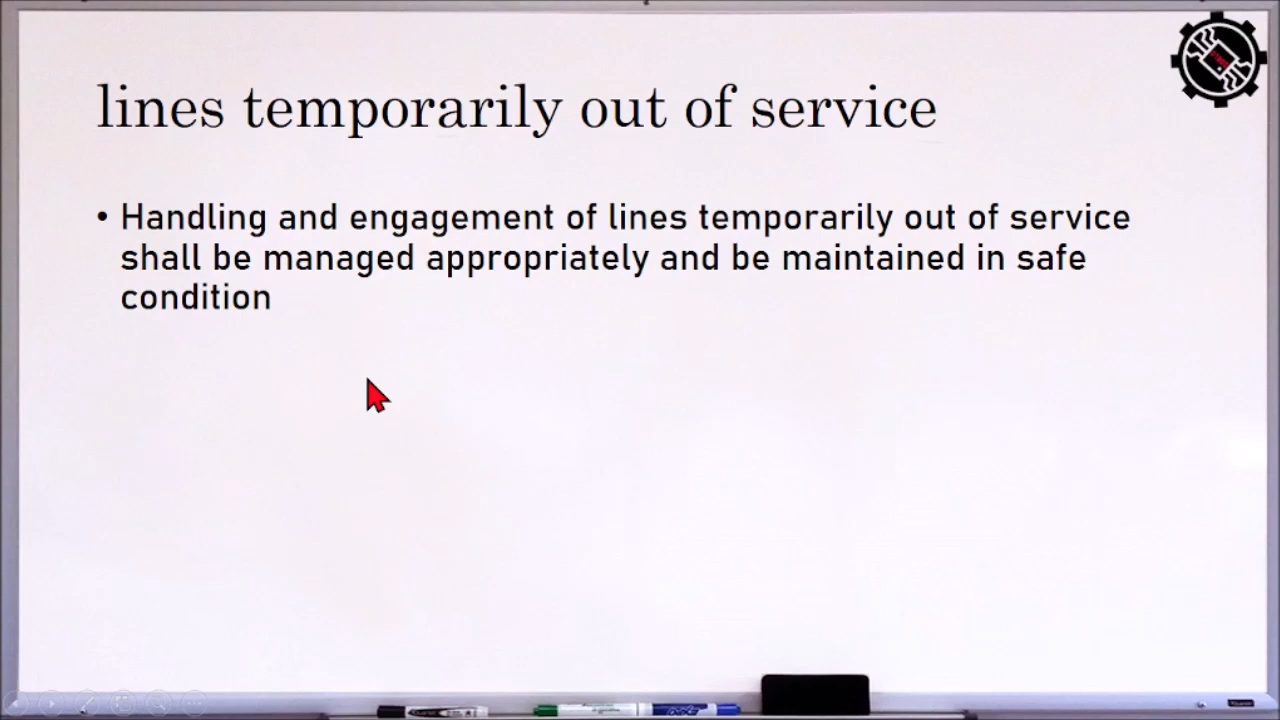 lines temporarily out of service
• Handling and engagement of lines temporarily out of service
shall be managed appropriately and be maintained in safe
condition